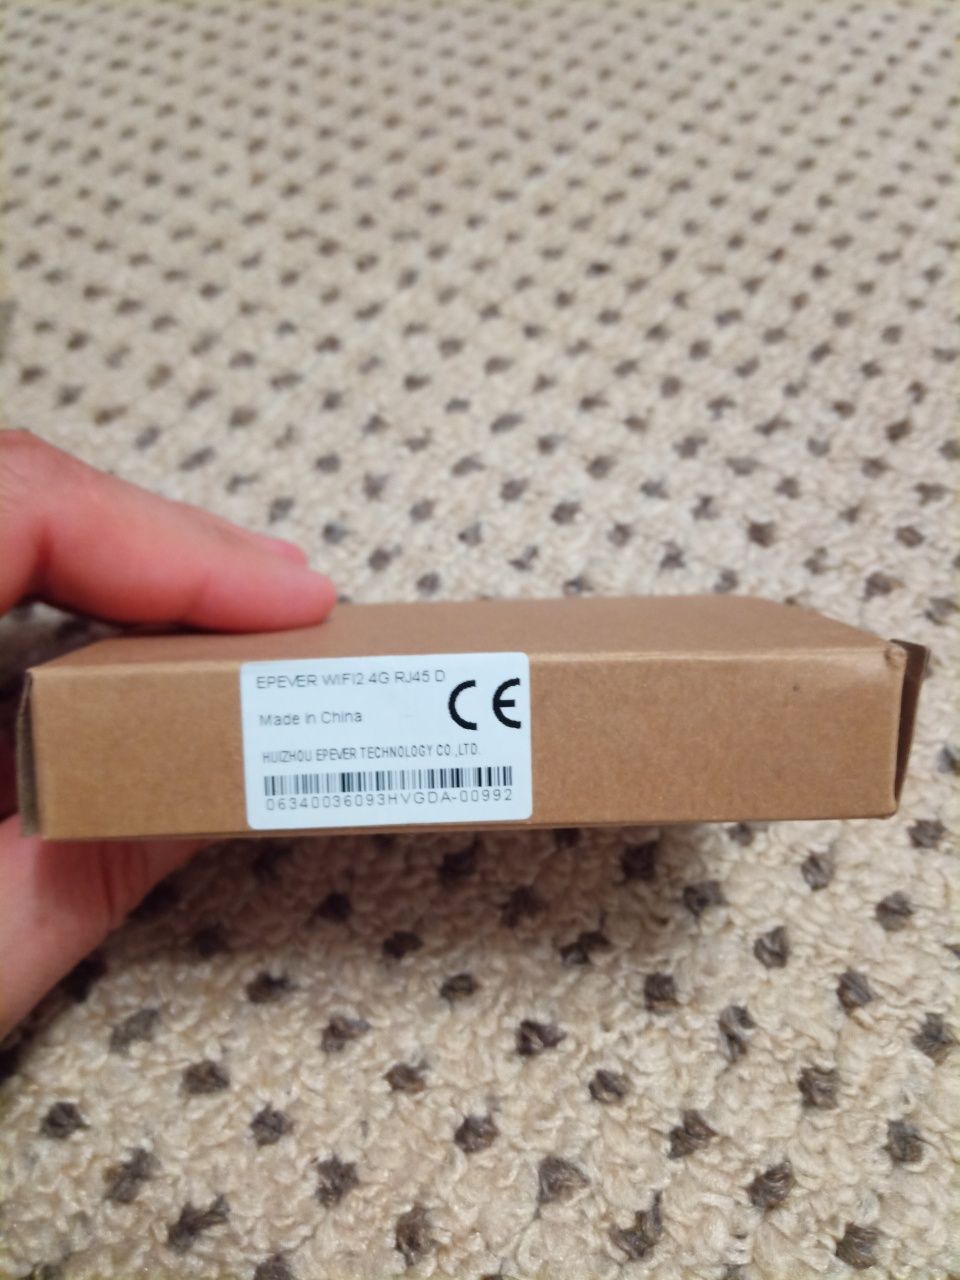 EPEVER WIFI2.4G RJ45 D
CE
Made in China
HUIZHOU EPEVER TECHNOLOGY CO.,LTD.
06340036093HVGDA-00992